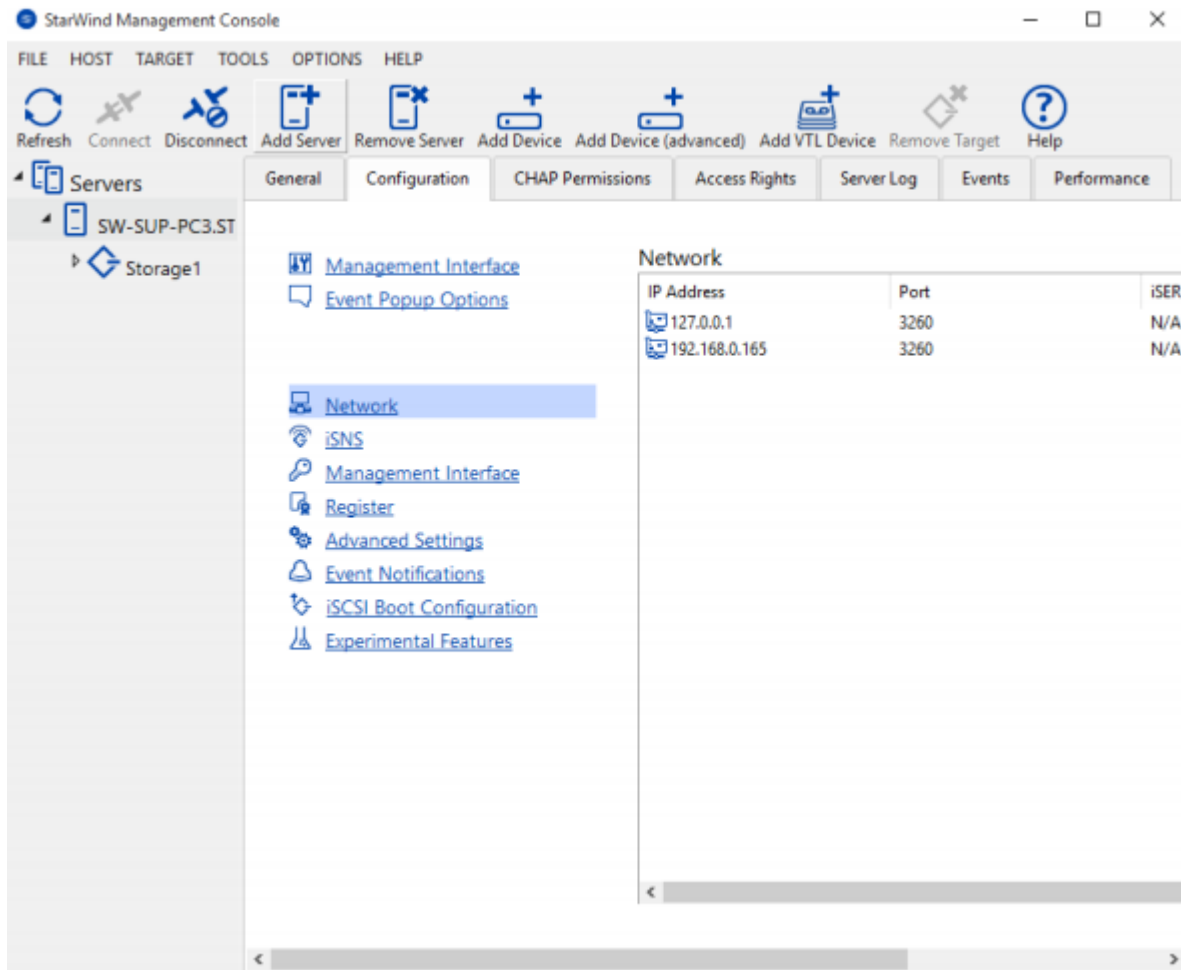 StarWind Management Console
FILE HOST TARGET TOOLS OPTIONS HELP
Refresh Connect Disconnect Add Server Remove Server Add Device Add Device (advanced) Add VTL Device Remove Target Help
Servers
SW-SUP-PC3.ST
Storage1
General Configuration CHAP Permissions Access Rights Server Log Events Performance
Management Interface
Event Popup Options
Network
iSNS
Management Interface
Register
Advanced Settings
Event Notifications
iSCSI Boot Configuration
Experimental Features
Network
IP Address Port iSER
127.0.0.1 3260 N/A
192.168.0.165 3260 N/A